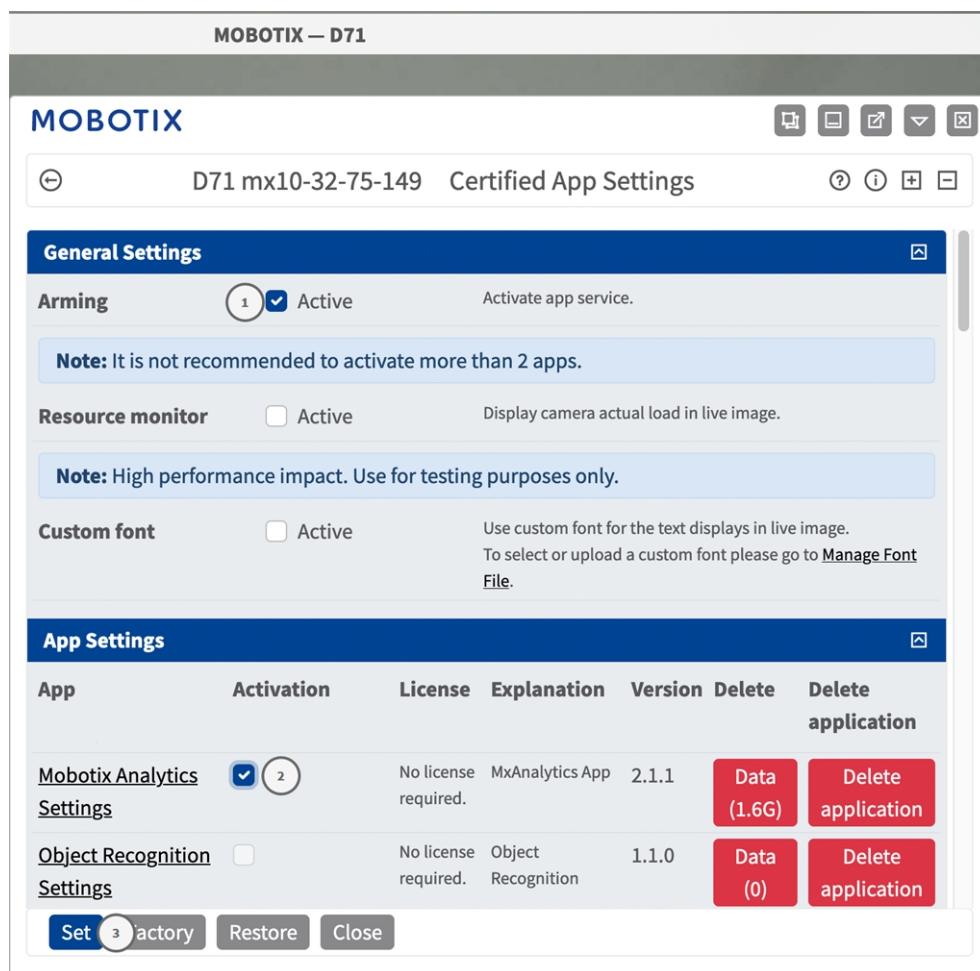 MOBOTIX — D71
MOBOTIX
D71 mx10-32-75-149 Certified App Settings
General Settings
Arming 1 Active Activate app service.
Note: It is not recommended to activate more than 2 apps.
Resource monitor Active Display camera actual load in live image.
Note: High performance impact. Use for testing purposes only.
Custom font Active Use custom font for the text displays in live image.
To select or upload a custom font please go to Manage Font
File.
App Settings
App Activation License Explanation Version Delete Delete
application
Mobotix Analytics 2 No license MxAnalytics App 2.1.1 Data Delete
Settings required. (1.6G) application
Object Recognition No license Object 1.1.0 Data Delete
Settings required. Recognition (0) application
Set 3 actory Restore Close